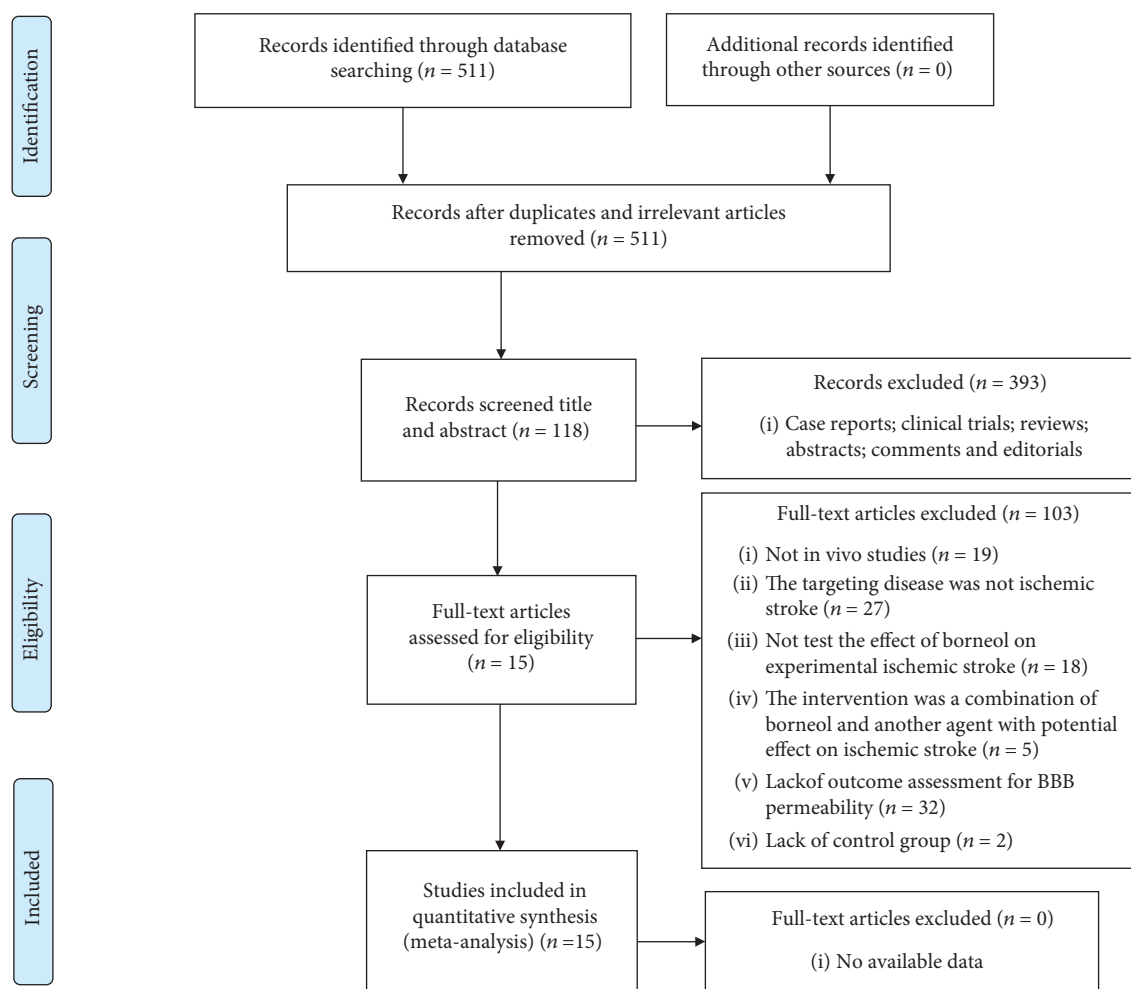 Identification
Records identified through database
searching (n = 511)
Additional records identified
through other sources (n = 0)
Records after duplicates and irrelevant articles
removed (n = 511)
Screening
Records screened title
and abstract (n = 118)
Records excluded (n = 393)
(i) Case reports; clinical trials; reviews;
abstracts; comments and editorials
Eligibility
Full-text articles
assessed for eligibility
(n = 15)
Full-text articles excluded (n = 103)
(i) Not in vivo studies (n = 19)
(ii) The targeting disease was not ischemic
stroke (n = 27)
(iii) Not test the effect of borneol on
experimental ischemic stroke (n = 18)
(iv) The intervention was a combination of
borneol and another agent with potential
effect on ischemic stroke (n = 5)
(v) Lackof outcome assessment for BBB
permeability (n = 32)
(vi) Lack of control group (n = 2)
Included
Studies included in
quantitative synthesis
(meta-analysis) (n =15)
Full-text articles excluded (n = 0)
(i) No available data